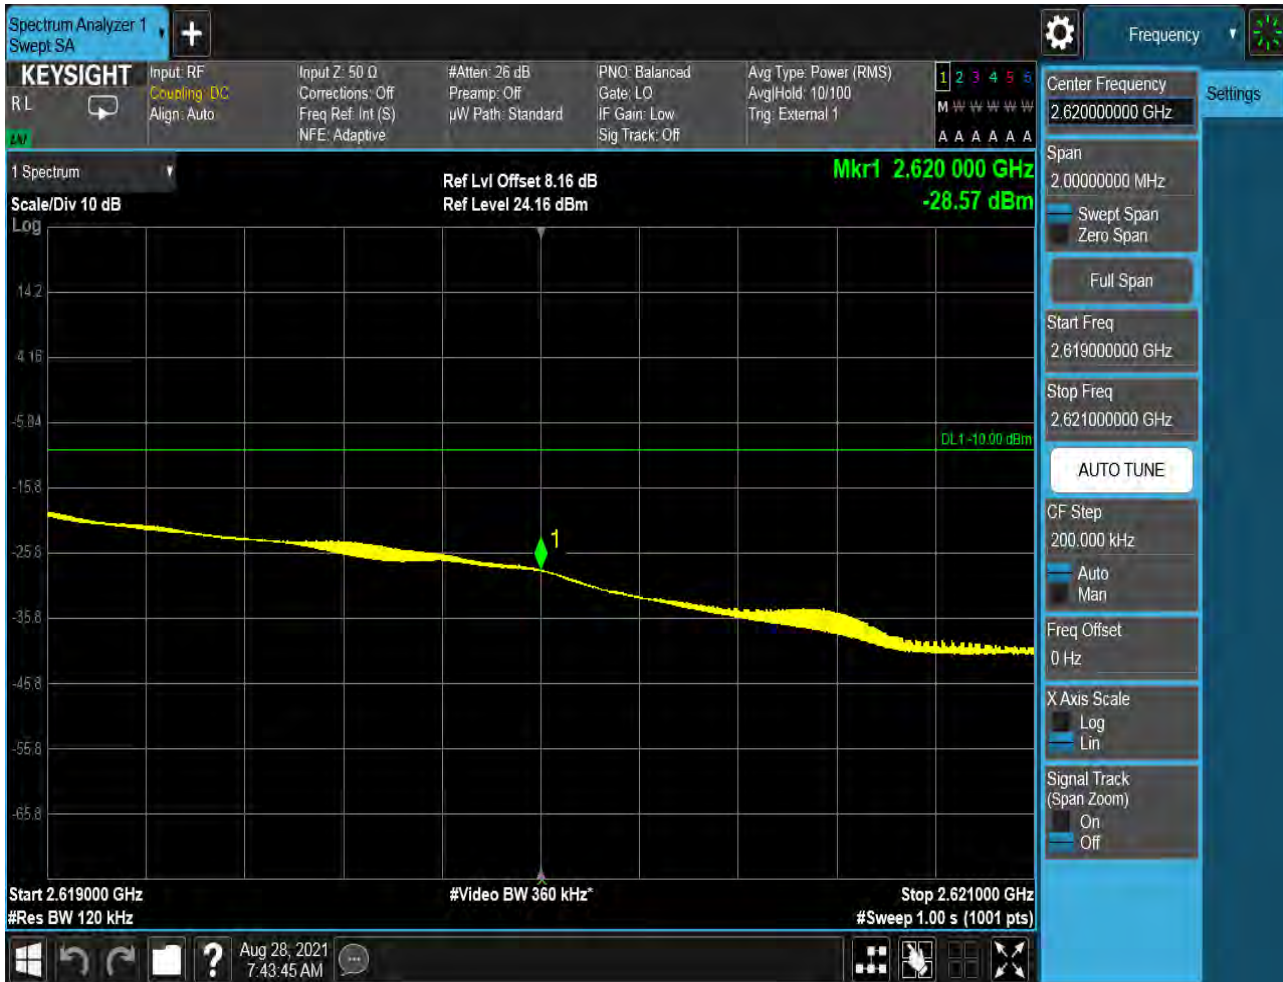 Spectrum Analyzer 1
Swept SA
Frequency
KEYSIGHT
R L
LXI
Input: RF
Coupling: DC
Align: Auto
Input Z: 50 Ω
Corrections: Off
Freq Ref: Int (S)
NFE: Adaptive
#Atten: 26 dB
Preamp: Off
µW Path: Standard
PNO: Balanced
Gate: LO
IF Gain: Low
Sig Track: Off
Avg Type: Power (RMS)
Avg|Hold: 10/100
Trig: External 1
1 2 3 4 5 6
M W W W W W
A A A A A A
1 Spectrum
Scale/Div 10 dB
Log
Ref Lvl Offset 8.16 dB
Ref Level 24.16 dBm
Mkr1 2.620 000 GHz
-28.57 dBm
14.2
4.16
-5.84
-15.8
-25.8
-35.8
-45.8
-55.8
-65.8
DL1 -10.00 dBm
1
Start 2.619000 GHz
#Res BW 120 kHz
#Video BW 360 kHz*
Stop 2.621000 GHz
#Sweep 1.00 s (1001 pts)
Aug 28, 2021
7:43:45 AM
Center Frequency
2.620000000 GHz
Settings
Span
2.00000000 MHz
Swept Span
Zero Span
Full Span
Start Freq
2.619000000 GHz
Stop Freq
2.621000000 GHz
AUTO TUNE
CF Step
200.000 kHz
Auto
Man
Freq Offset
0 Hz
X Axis Scale
Log
Lin
Signal Track
(Span Zoom)
On
Off